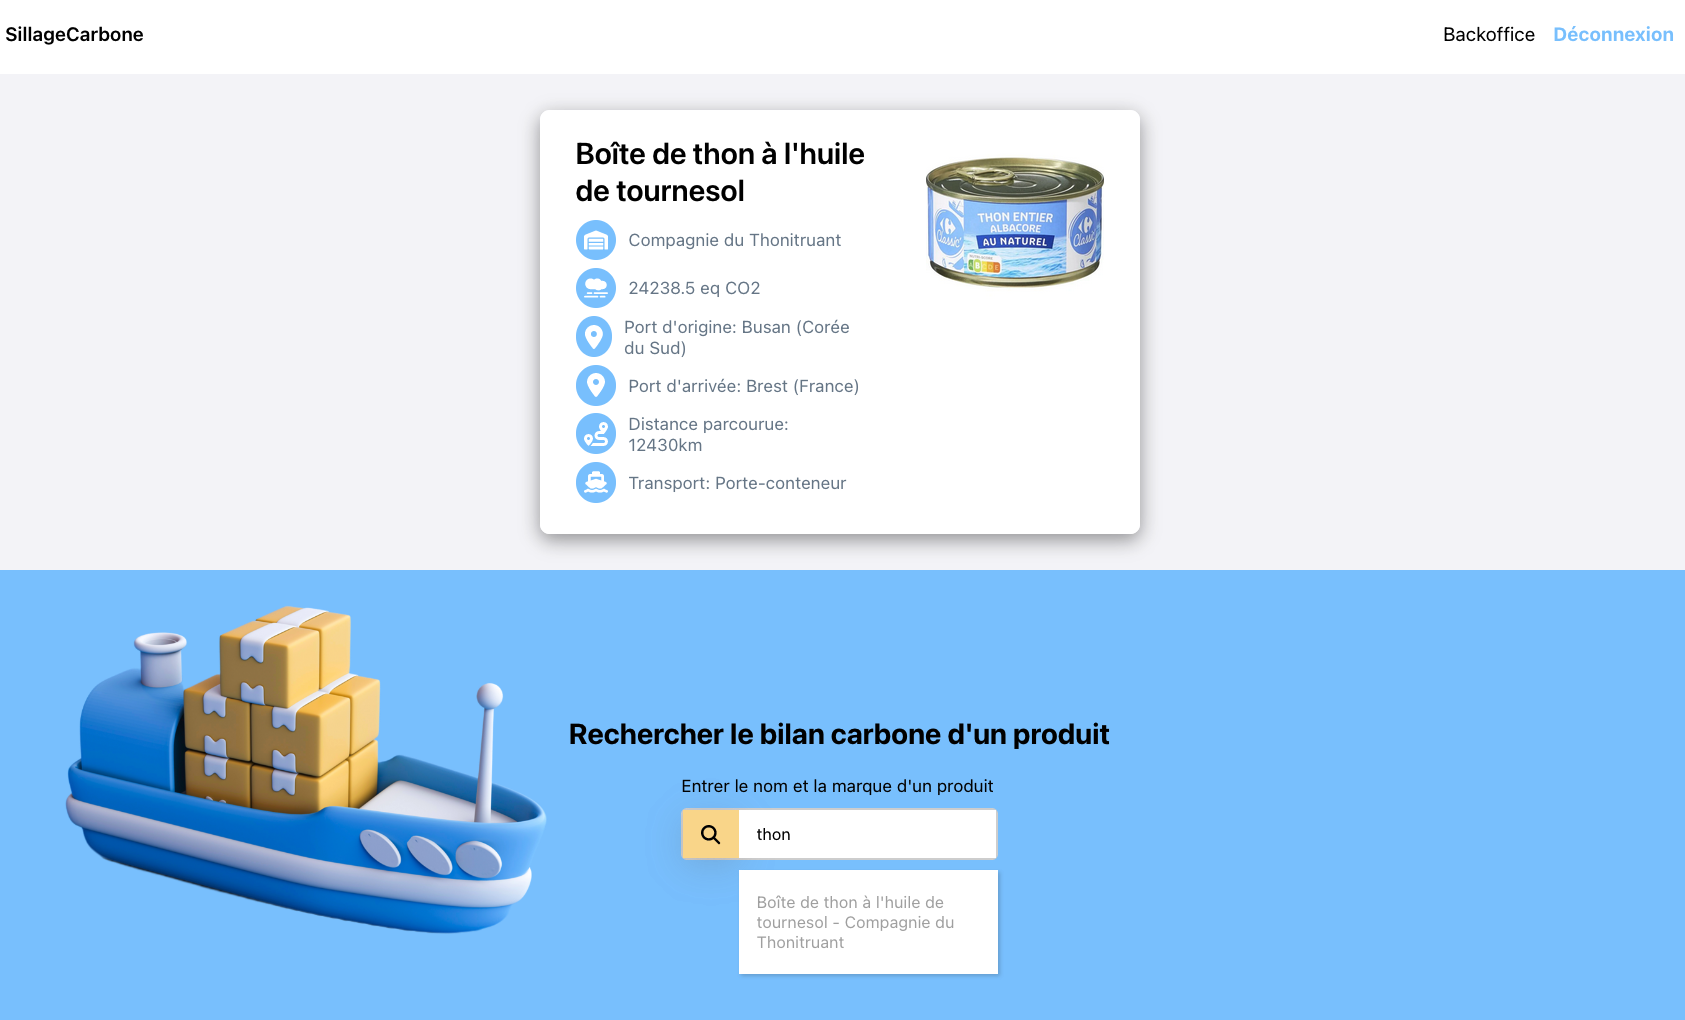 SillageCarbone
Backoffice Déconnexion
Boîte de thon à l'huile
de tournesol
Compagnie du Thonitruant
24238.5 eq CO2
Port d'origine: Busan (Corée
du Sud)
Port d'arrivée: Brest (France)
Distance parcourue:
12430km
Transport: Porte-conteneur
THON ENTIER
ALBACORE
AU NATUREL
Classic'
Classic'
Rechercher le bilan carbone d'un produit
Entrer le nom et la marque d'un produit
thon
Boîte de thon à l'huile de
tournesol - Compagnie du
Thonitruant